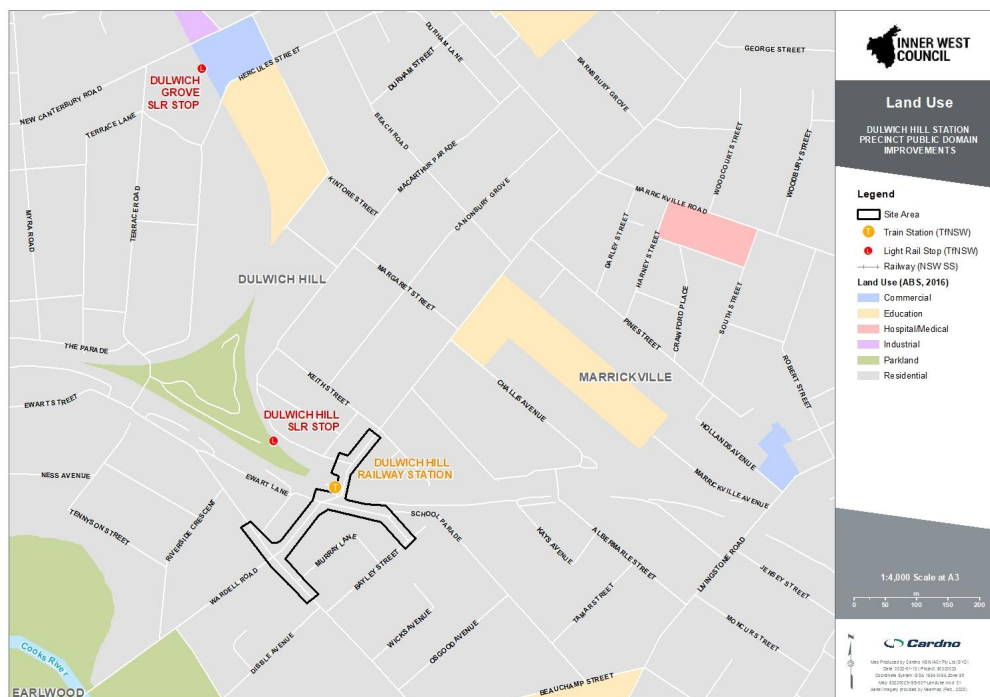 GEORGE STREET
DURHAM LANE
DURHAM STREET
BARNSBURY GROVE
HERCULES STREET
DULWICH
GROVE
SLR STOP
L
NEW CANTERBURY ROAD
TERRACE LANE
BEACH ROAD
MACARTHUR PARADE
WOODCOURT STREET
WOODBURY STREET
KINTORE STREET
CANONBURY GROVE
MARRICKVILLE ROAD
MYRA ROAD
TERRACE ROAD
DARLEY STREET
HARNEY STREET
DULWICH HILL
MARGARET STREET
CRAWFORD PLACE
SOUTH STREET
PINE STREET
THE PARADE
MARRICKVILLE
ROBERT STREET
KEITH STREET
CHALLIS AVENUE
EWART STREET
DULWICH HILL
SLR STOP
L
HOLLANDS AVENUE
DULWICH HILL
RAILWAY STATION
T
NESS AVENUE
EWART LANE
MARRICKVILLE AVENUE
TENNYSON STREET
RIVERSIDE CRESCENT
SCHOOL PARADE
MURRAY LANE
BAYLEY STREET
KAYS AVENUE
ALBERMARLE STREET
LIVINGSTONE ROAD
JERSEY STREET
WARDELL ROAD
TAMAR STREET
DIBBLE AVENUE
WICKS AVENUE
OSGOOD AVENUE
MONCUR STREET
Cooks River
EARLWOOD
BEAUCHAMP STREET
INNER WEST
COUNCIL
Land Use
DULWICH HILL STATION
PRECINCT PUBLIC DOMAIN
IMPROVEMENTS
Legend
Site Area
T Train Station (TfNSW)
L Light Rail Stop (TfNSW)
Railway (NSW SS)
Land Use (ABS, 2016)
Commercial
Education
Hospital/Medical
Industrial
Parkland
Residential
1:4,000 Scale at A3
m
0 50 100 150 200
Cardno